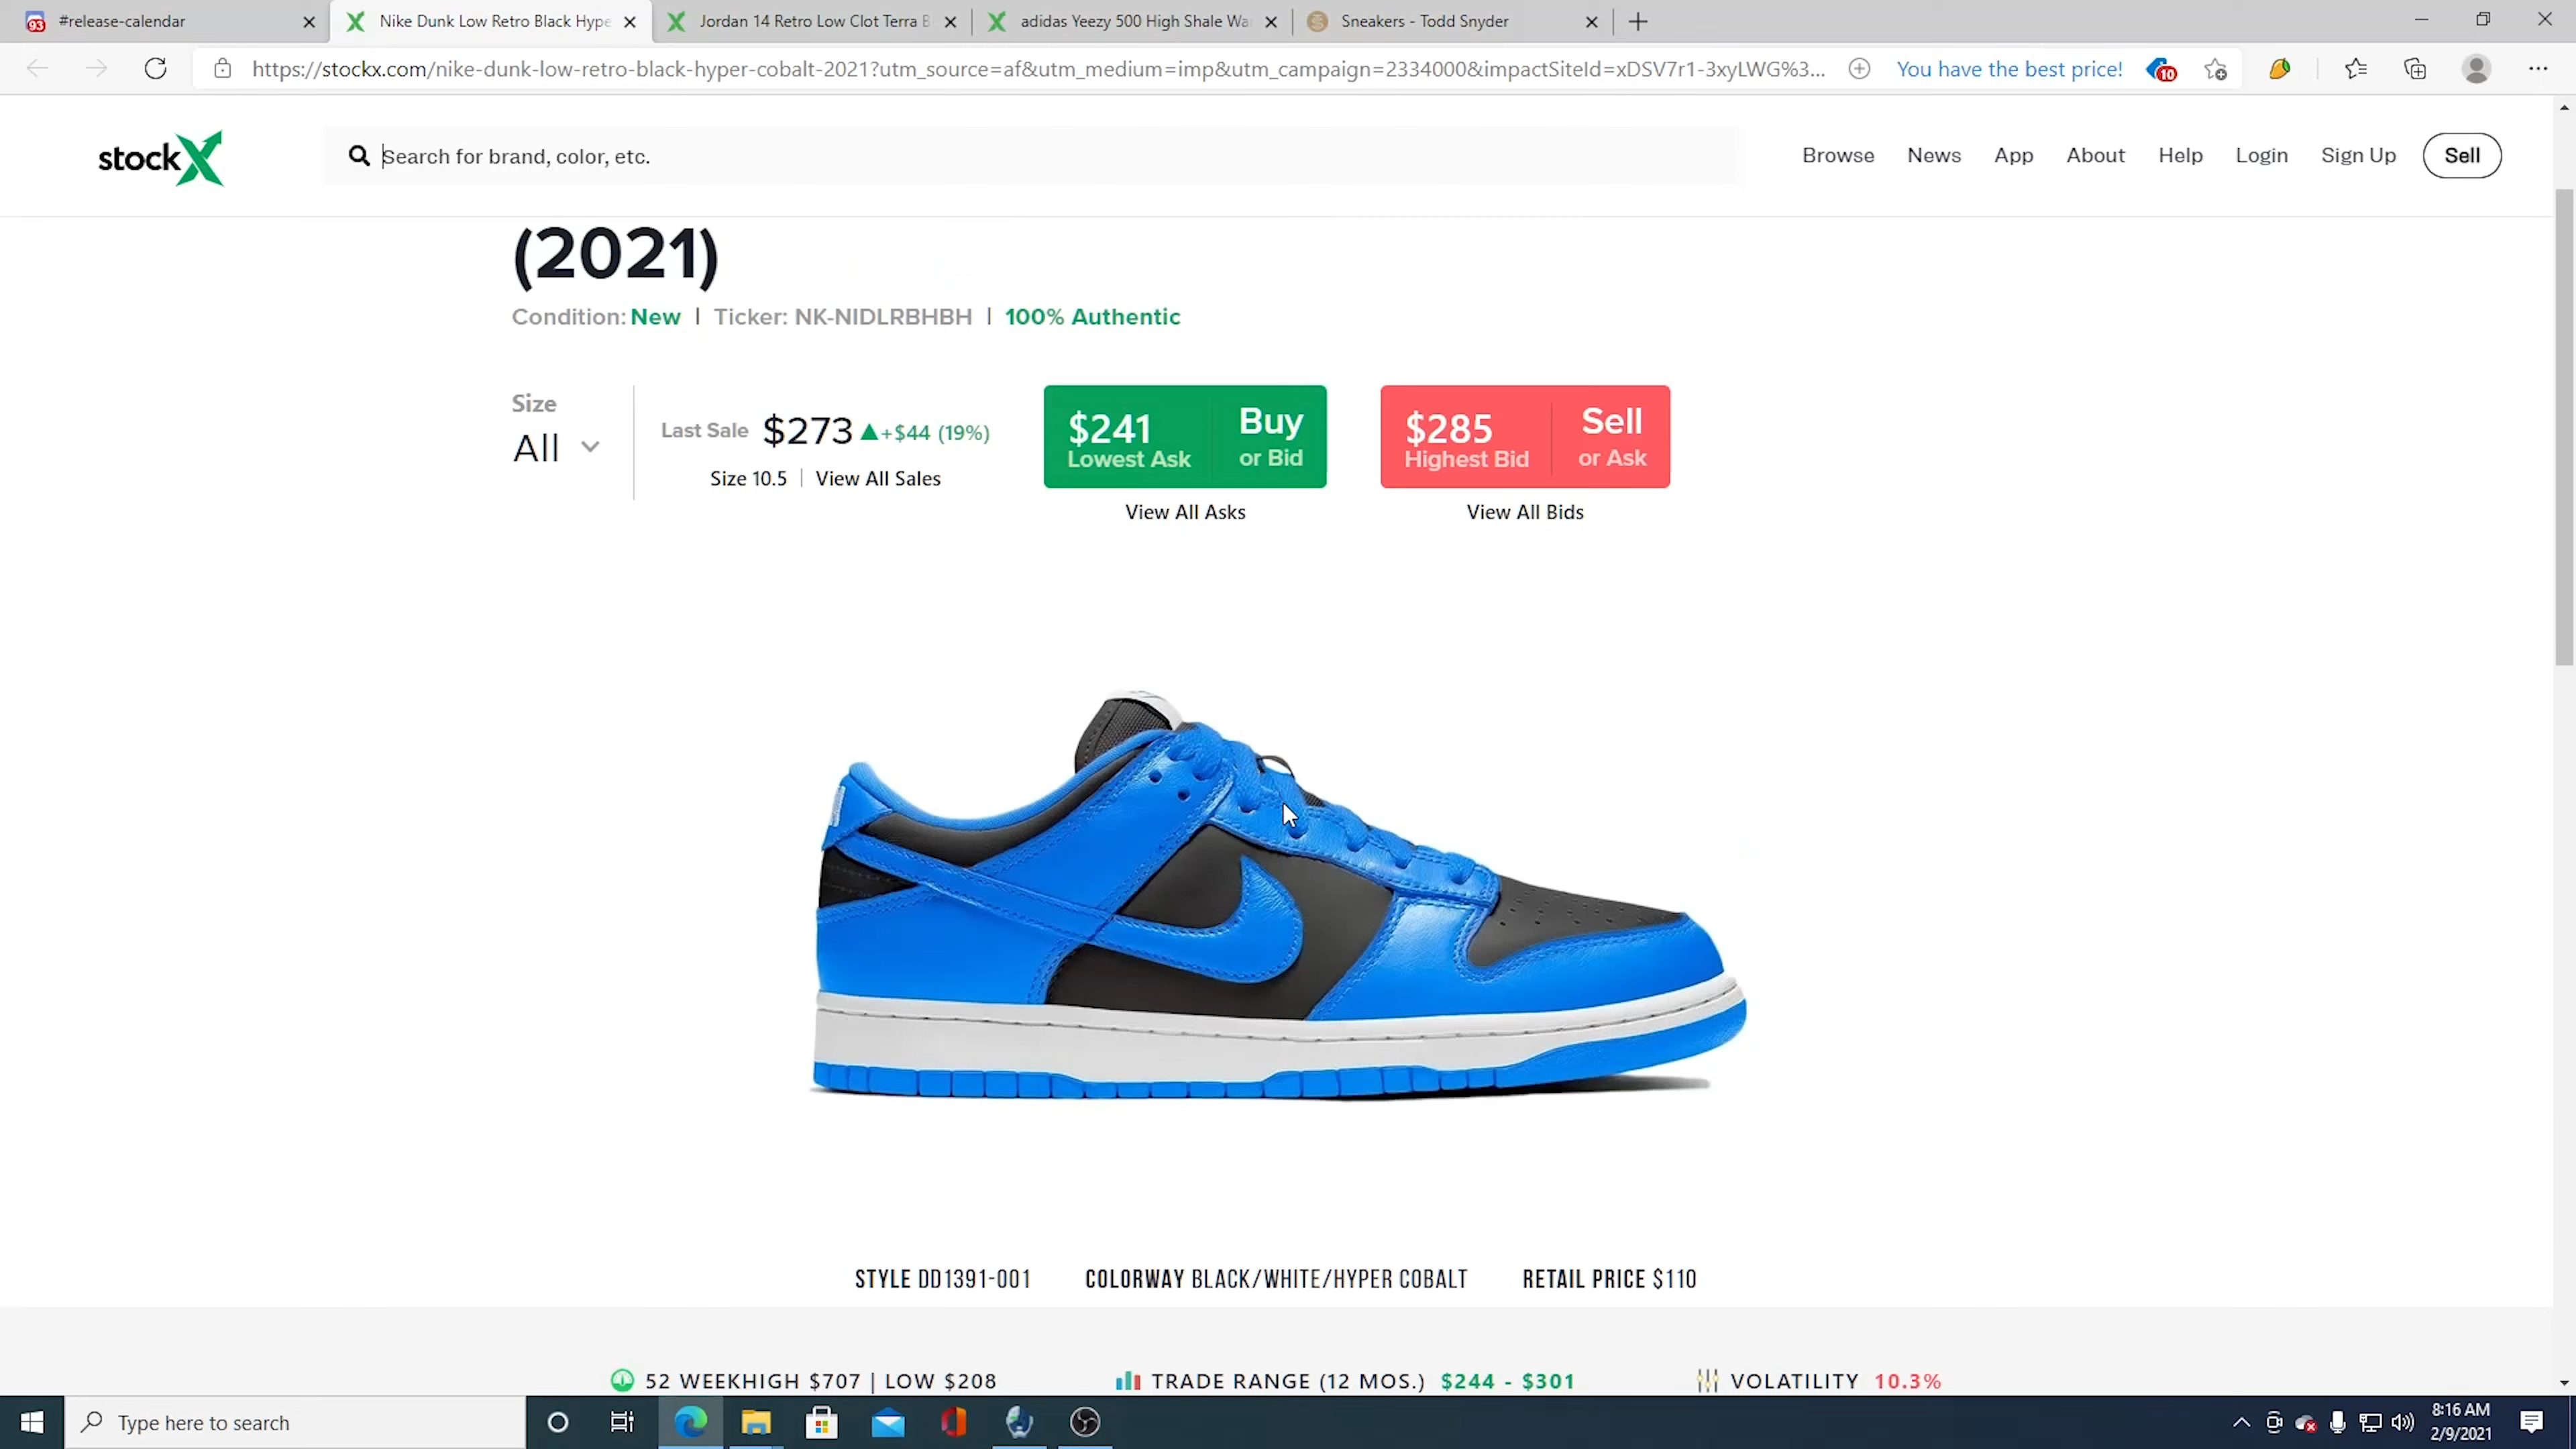 93 #release-calendar
Nike Dunk Low Retro Black Hype
Jordan 14 Retro Low Clot Terra B
adidas Yeezy 500 High Shale Wa
Sneakers - Todd Snyder
https://stockx.com/nike-dunk-low-retro-black-hyper-cobalt-2021?utm_source=af&utm_medium=imp&utm_campaign=2334000&impactSiteId=xDSV7r1-3xyLWG%3...
You have the best price! 10
stockX
Search for brand, color, etc.
Browse News App About Help Login Sign Up Sell
(2021)
Condition: New | Ticker: NK-NIDLRBHBH | 100% Authentic
Size
All
Last Sale $273 ▲+$44 (19%)
Size 10.5 | View All Sales
$241 Buy
Lowest Ask or Bid
View All Asks
$285 Sell
Highest Bid or Ask
View All Bids
STYLE DD1391-001 COLORWAY BLACK/WHITE/HYPER COBALT RETAIL PRICE $110
52 WEEKHIGH $707 | LOW $208 TRADE RANGE (12 MOS.) $244 - $301 VOLATILITY 10.3%
Type here to search
8:16 AM
2/9/2021